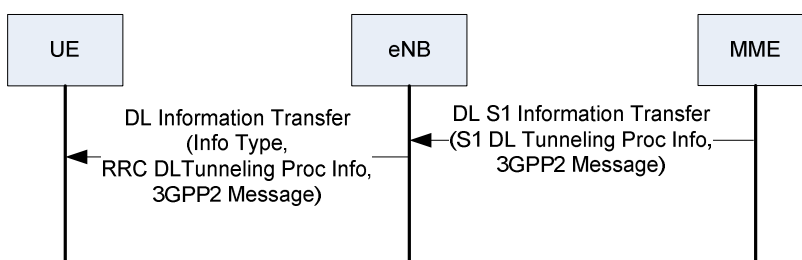 UE
eNB
MME
DL Information Transfer
(Info Type,
RRC DLTunneling Proc Info,
3GPP2 Message)
DL S1 Information Transfer
(S1 DL Tunneling Proc Info,
3GPP2 Message)